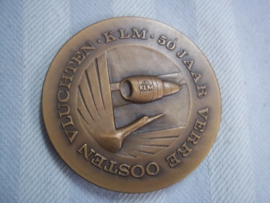 KLM · 50 JAAR VERRE OOSTEN VLUCHTEN ·
KLM